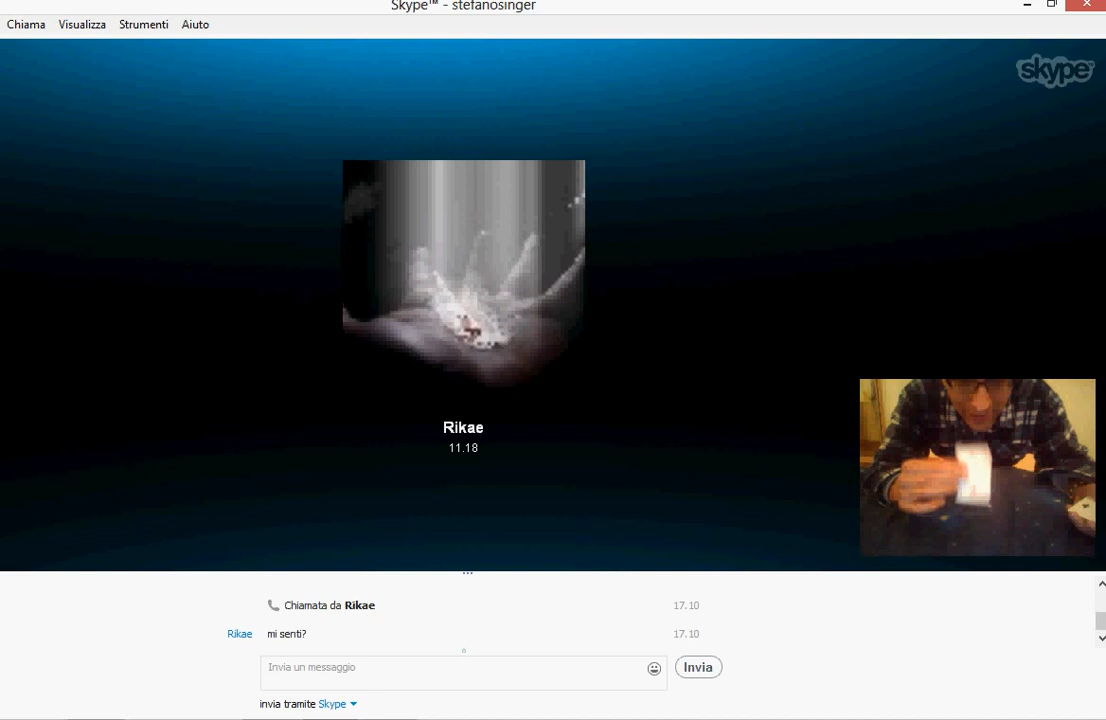 Skype™ - stefanosinger
Chiama Visualizza Strumenti Aiuto
skype
Rikae
11.18
Chiamata da Rikae 17.10
Rikae mi senti? 17.10
Invia un messaggio
Invia
invia tramite Skype